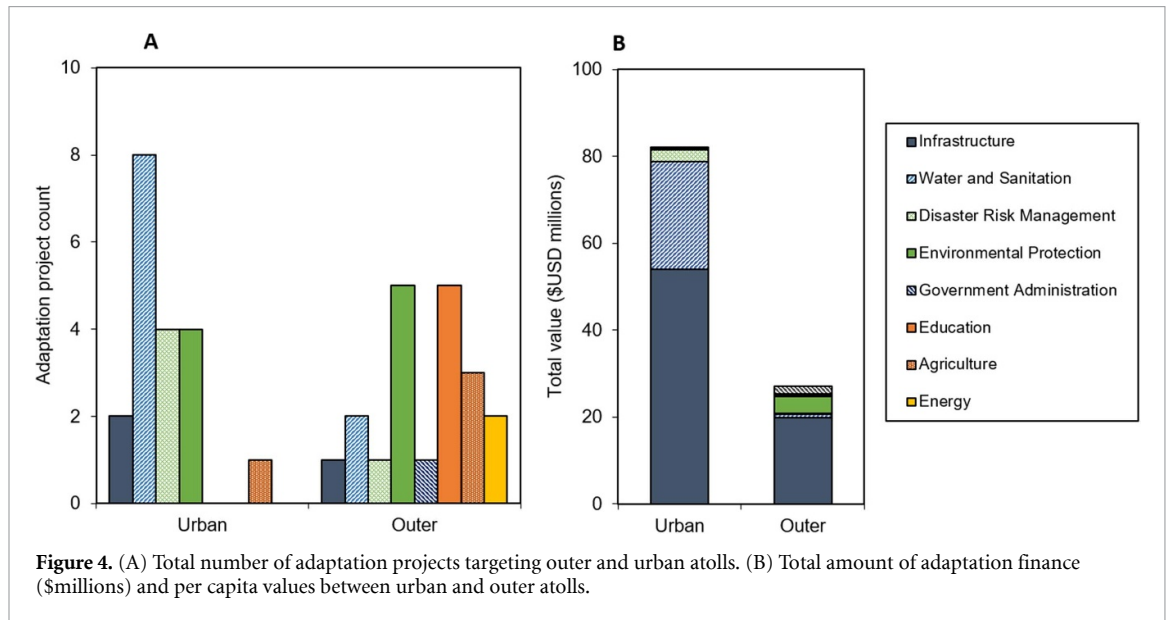 A
Adaptation project count
10
8
6
4
2
0
Urban
Outer
B
Total value ($USD millions)
100
80
60
40
20
0
Urban
Outer
Infrastructure
Water and Sanitation
Disaster Risk Management
Environmental Protection
Government Administration
Education
Agriculture
Energy
Figure 4. (A) Total number of adaptation projects targeting outer and urban atolls. (B) Total amount of adaptation finance
($millions) and per capita values between urban and outer atolls.